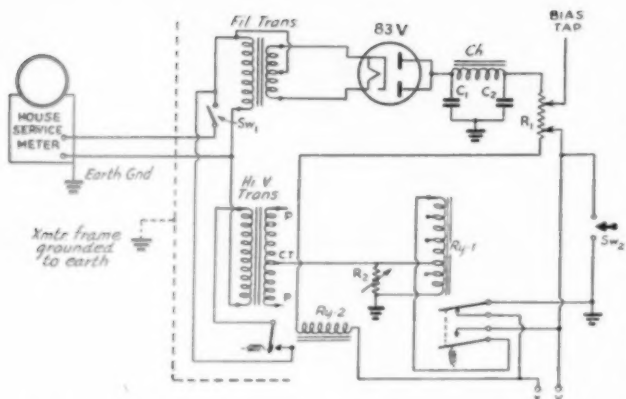 Fil Trans
83V
BIAS
TAP
Ch
C1
C2
R1
Sw1
HOUSE
SERVICE
METER
Earth Gnd
Hi V
Trans
P
CT
P
Xmtr frame
grounded
to earth
R2
Ry-1
Ry-2
Sw2
X
Y